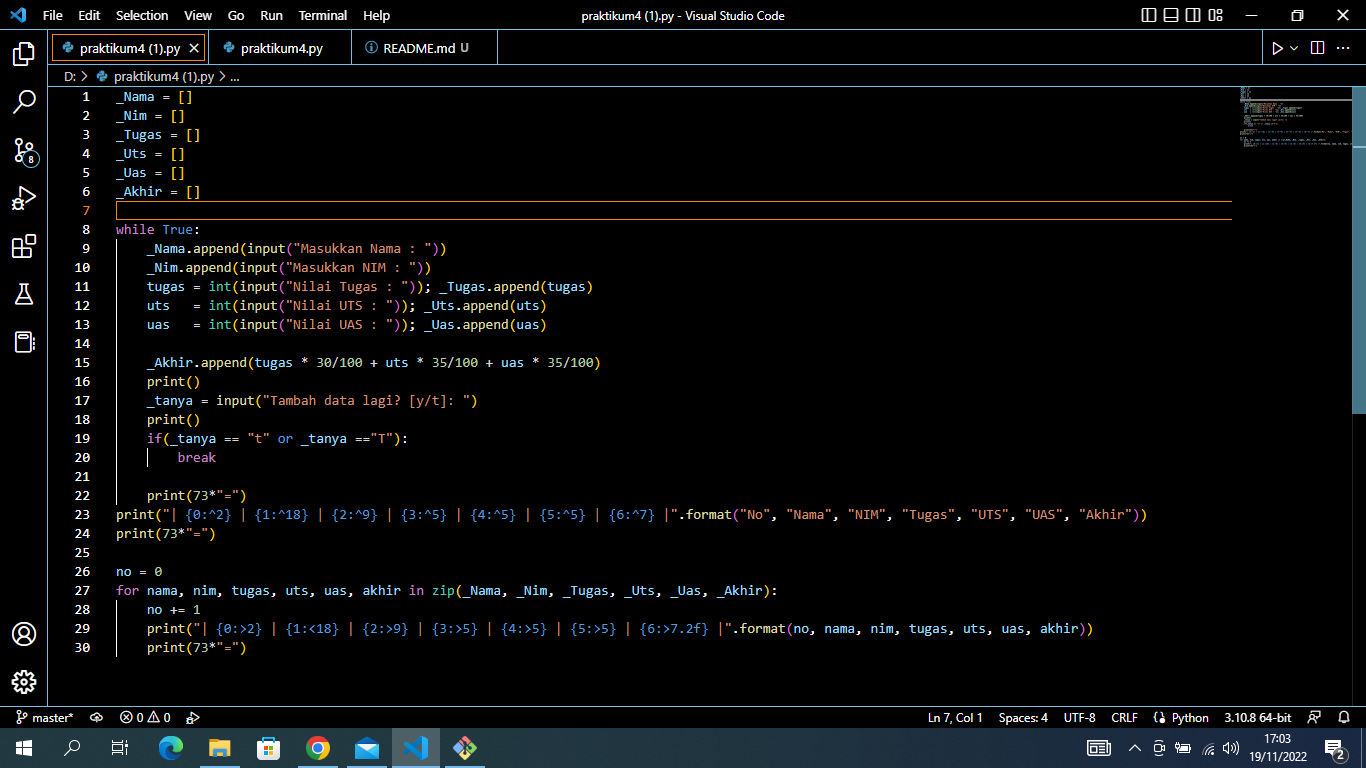 File Edit Selection View Go Run Terminal Help praktikum4 (1).py - Visual Studio Code
praktikum4 (1).py praktikum4.py README.md U
D: > praktikum4 (1).py > ...
1 _Nama = []
2 _Nim = []
3 _Tugas = []
4 _Uts = []
5 _Uas = []
6 _Akhir = []
7
8 while True:
9 _Nama.append(input("Masukkan Nama : "))
10 _Nim.append(input("Masukkan NIM : "))
11 tugas = int(input("Nilai Tugas : ")); _Tugas.append(tugas)
12 uts   = int(input("Nilai UTS : ")); _Uts.append(uts)
13 uas   = int(input("Nilai UAS : ")); _Uas.append(uas)
14
15 _Akhir.append(tugas * 30/100 + uts * 35/100 + uas * 35/100)
16 print()
17 _tanya = input("Tambah data lagi? [y/t]: ")
18 print()
19 if(_tanya == "t" or _tanya =="T"):
20 break
21
22 print(73*"=")
23 print("| {0:^2} | {1:^18} | {2:^9} | {3:^5} | {4:^5} | {5:^5} | {6:^7} |".format("No", "Nama", "NIM", "Tugas", "UTS", "UAS", "Akhir"))
24 print(73*"=")
25
26 no = 0
27 for nama, nim, tugas, uts, uas, akhir in zip(_Nama, _Nim, _Tugas, _Uts, _Uas, _Akhir):
28 no += 1
29 print("| {0:>2} | {1:<18} | {2:>9} | {3:>5} | {4:>5} | {5:>5} | {6:>7.2f} |".format(no, nama, nim, tugas, uts, uas, akhir))
30 print(73*"=")
8
master* 0 0 Ln 7, Col 1 Spaces: 4 UTF-8 CRLF Python 3.10.8 64-bit
17:03
19/11/2022
2